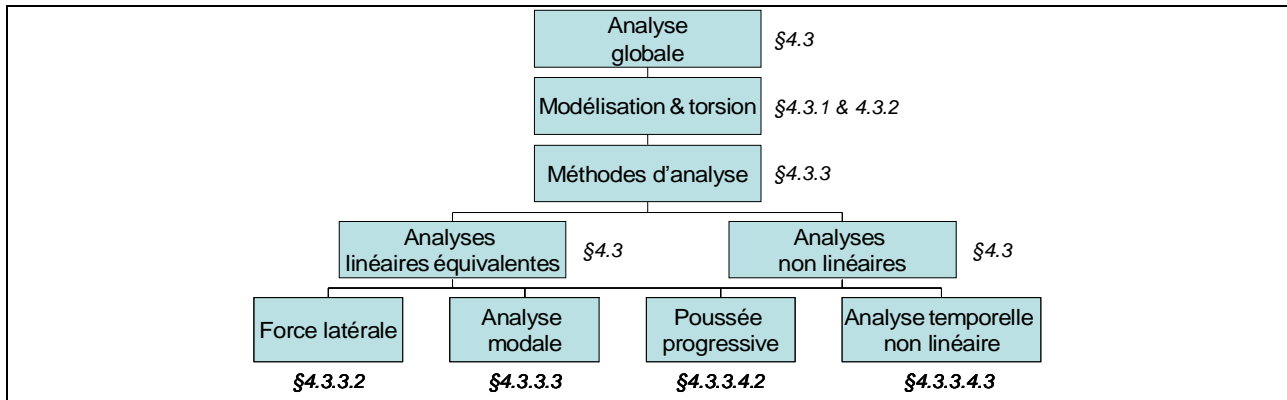 Analyse
globale
§4.3
Modélisation & torsion
§4.3.1 & 4.3.2
Méthodes d'analyse
§4.3.3
Analyses
linéaires équivalentes
§4.3
Analyses
non linéaires
§4.3
Force latérale
Analyse
modale
Poussée
progressive
Analyse temporelle
non linéaire
§4.3.3.2
§4.3.3.3
§4.3.3.4.2
§4.3.3.4.3